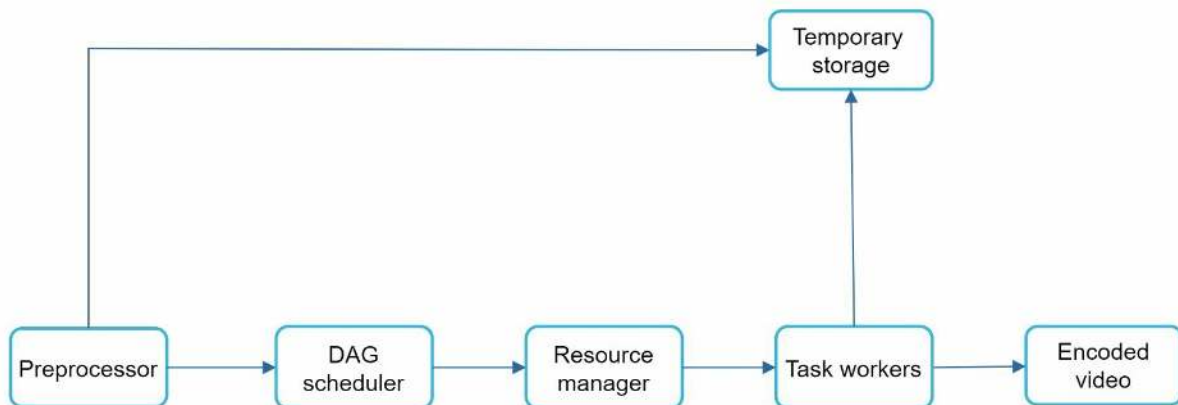 Temporary
storage
Preprocessor
DAG
scheduler
Resource
manager
Task workers
Encoded
video